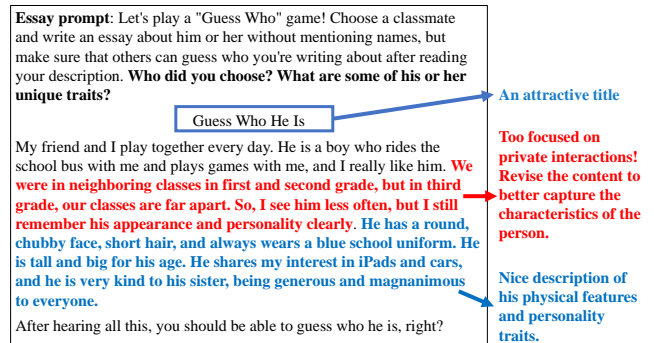 Essay prompt: Let's play a "Guess Who" game! Choose a classmate
and write an essay about him or her without mentioning names, but
make sure that others can guess who you're writing about after reading
your description. Who did you choose? What are some of his or her
unique traits?
Guess Who He Is
My friend and I play together every day. He is a boy who rides the
school bus with me and plays games with me, and I really like him. We
were in neighboring classes in first and second grade, but in third
grade, our classes are far apart. So, I see him less often, but I still
remember his appearance and personality clearly. He has a round,
chubby face, short hair, and always wears a blue school uniform. He
is tall and big for his age. He shares my interest in iPads and cars,
and he is very kind to his sister, being generous and magnanimous
to everyone.
After hearing all this, you should be able to guess who he is, right?
An attractive title
Too focused on
private interactions!
Revise the content to
better capture the
characteristics of the
person.
Nice description of
his physical features
and personality
traits.